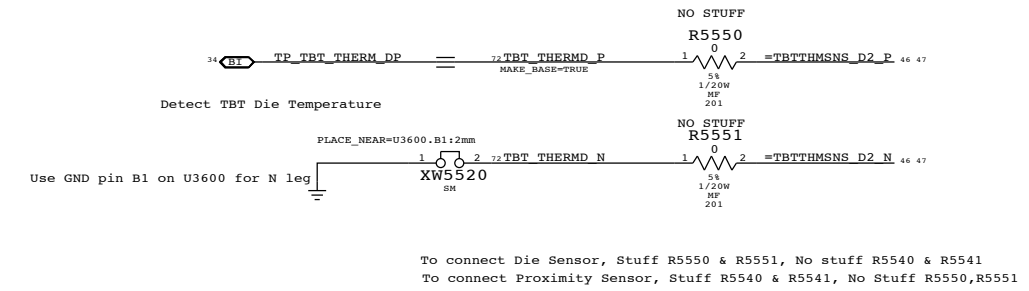 NO STUFF
R5550
0
34 BI TP_TBT_THERM_DP 72 TBT_THERMD_P 1 2 =TBTTHMSNS_D2_P 46 47
MAKE_BASE=TRUE
5%
1/20W
MF
201
Detect TBT Die Temperature
NO STUFF
R5551
0
PLACE_NEAR=U3600.B1:2mm
1 2 72 TBT_THERMD_N 1 2 =TBTTHMSNS_D2_N 46 47
XW5520
SM
5%
1/20W
MF
201
Use GND pin B1 on U3600 for N leg
To connect Die Sensor, Stuff R5550 & R5551, No stuff R5540 & R5541
To connect Proximity Sensor, Stuff R5540 & R5541, No Stuff R5550,R5551